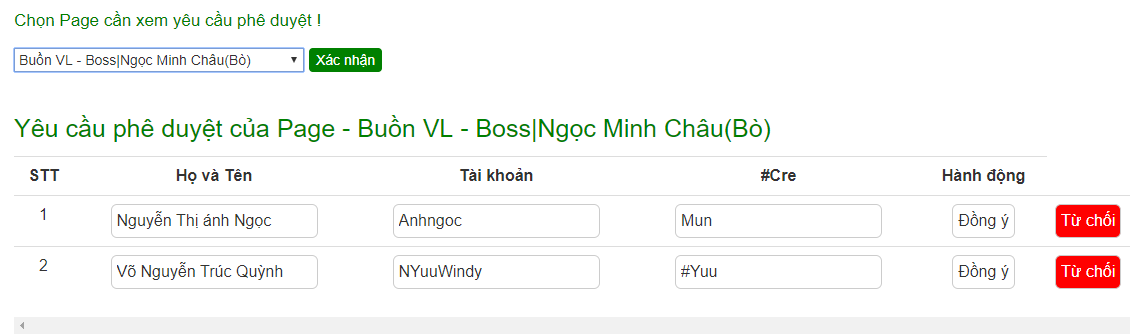 Chọn Page cần xem yêu cầu phê duyệt !
Buồn VL - Boss|Ngọc Minh Châu(Bò) Xác nhận
Yêu cầu phê duyệt của Page - Buồn VL - Boss|Ngọc Minh Châu(Bò)
STT Họ và Tên Tài khoản #Cre Hành động
1 Nguyễn Thị ánh Ngọc Anhngoc Mun Đồng ý Từ chối
2 Võ Nguyễn Trúc Quỳnh NYuuWindy #Yuu Đồng ý Từ chối